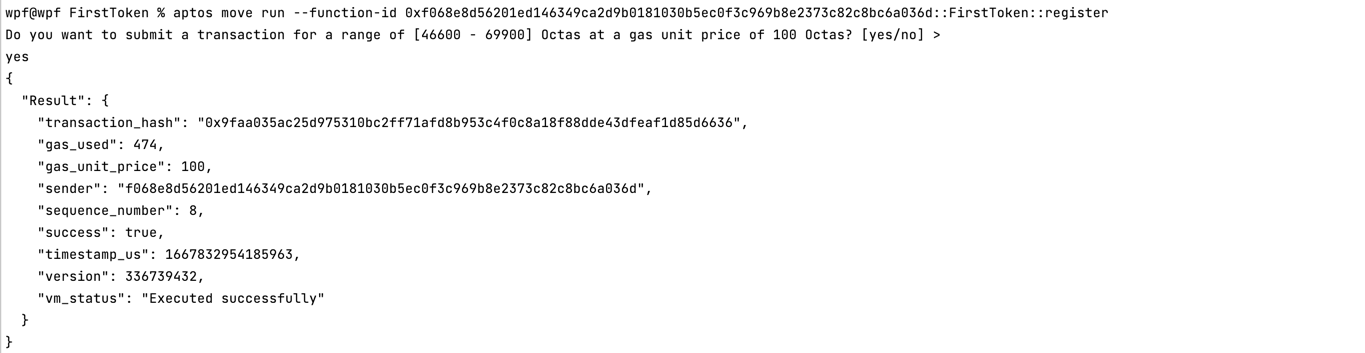 wpf@wpf FirstToken % aptos move run --function-id 0xf068e8d56201ed146349ca2d9b0181030b5ec0f3c969b8e2373c82c8bc6a036d::FirstToken::register
Do you want to submit a transaction for a range of [46600 - 69900] Octas at a gas unit price of 100 Octas? [yes/no] >
yes
{
  "Result": {
    "transaction_hash": "0x9faa035ac25d975310bc2ff71afd8b953c4f0c8a18f88dde43dfeaf1d85d6636",
    "gas_used": 474,
    "gas_unit_price": 100,
    "sender": "f068e8d56201ed146349ca2d9b0181030b5ec0f3c969b8e2373c82c8bc6a036d",
    "sequence_number": 8,
    "success": true,
    "timestamp_us": 1667832954185963,
    "version": 336739432,
    "vm_status": "Executed successfully"
  }
}